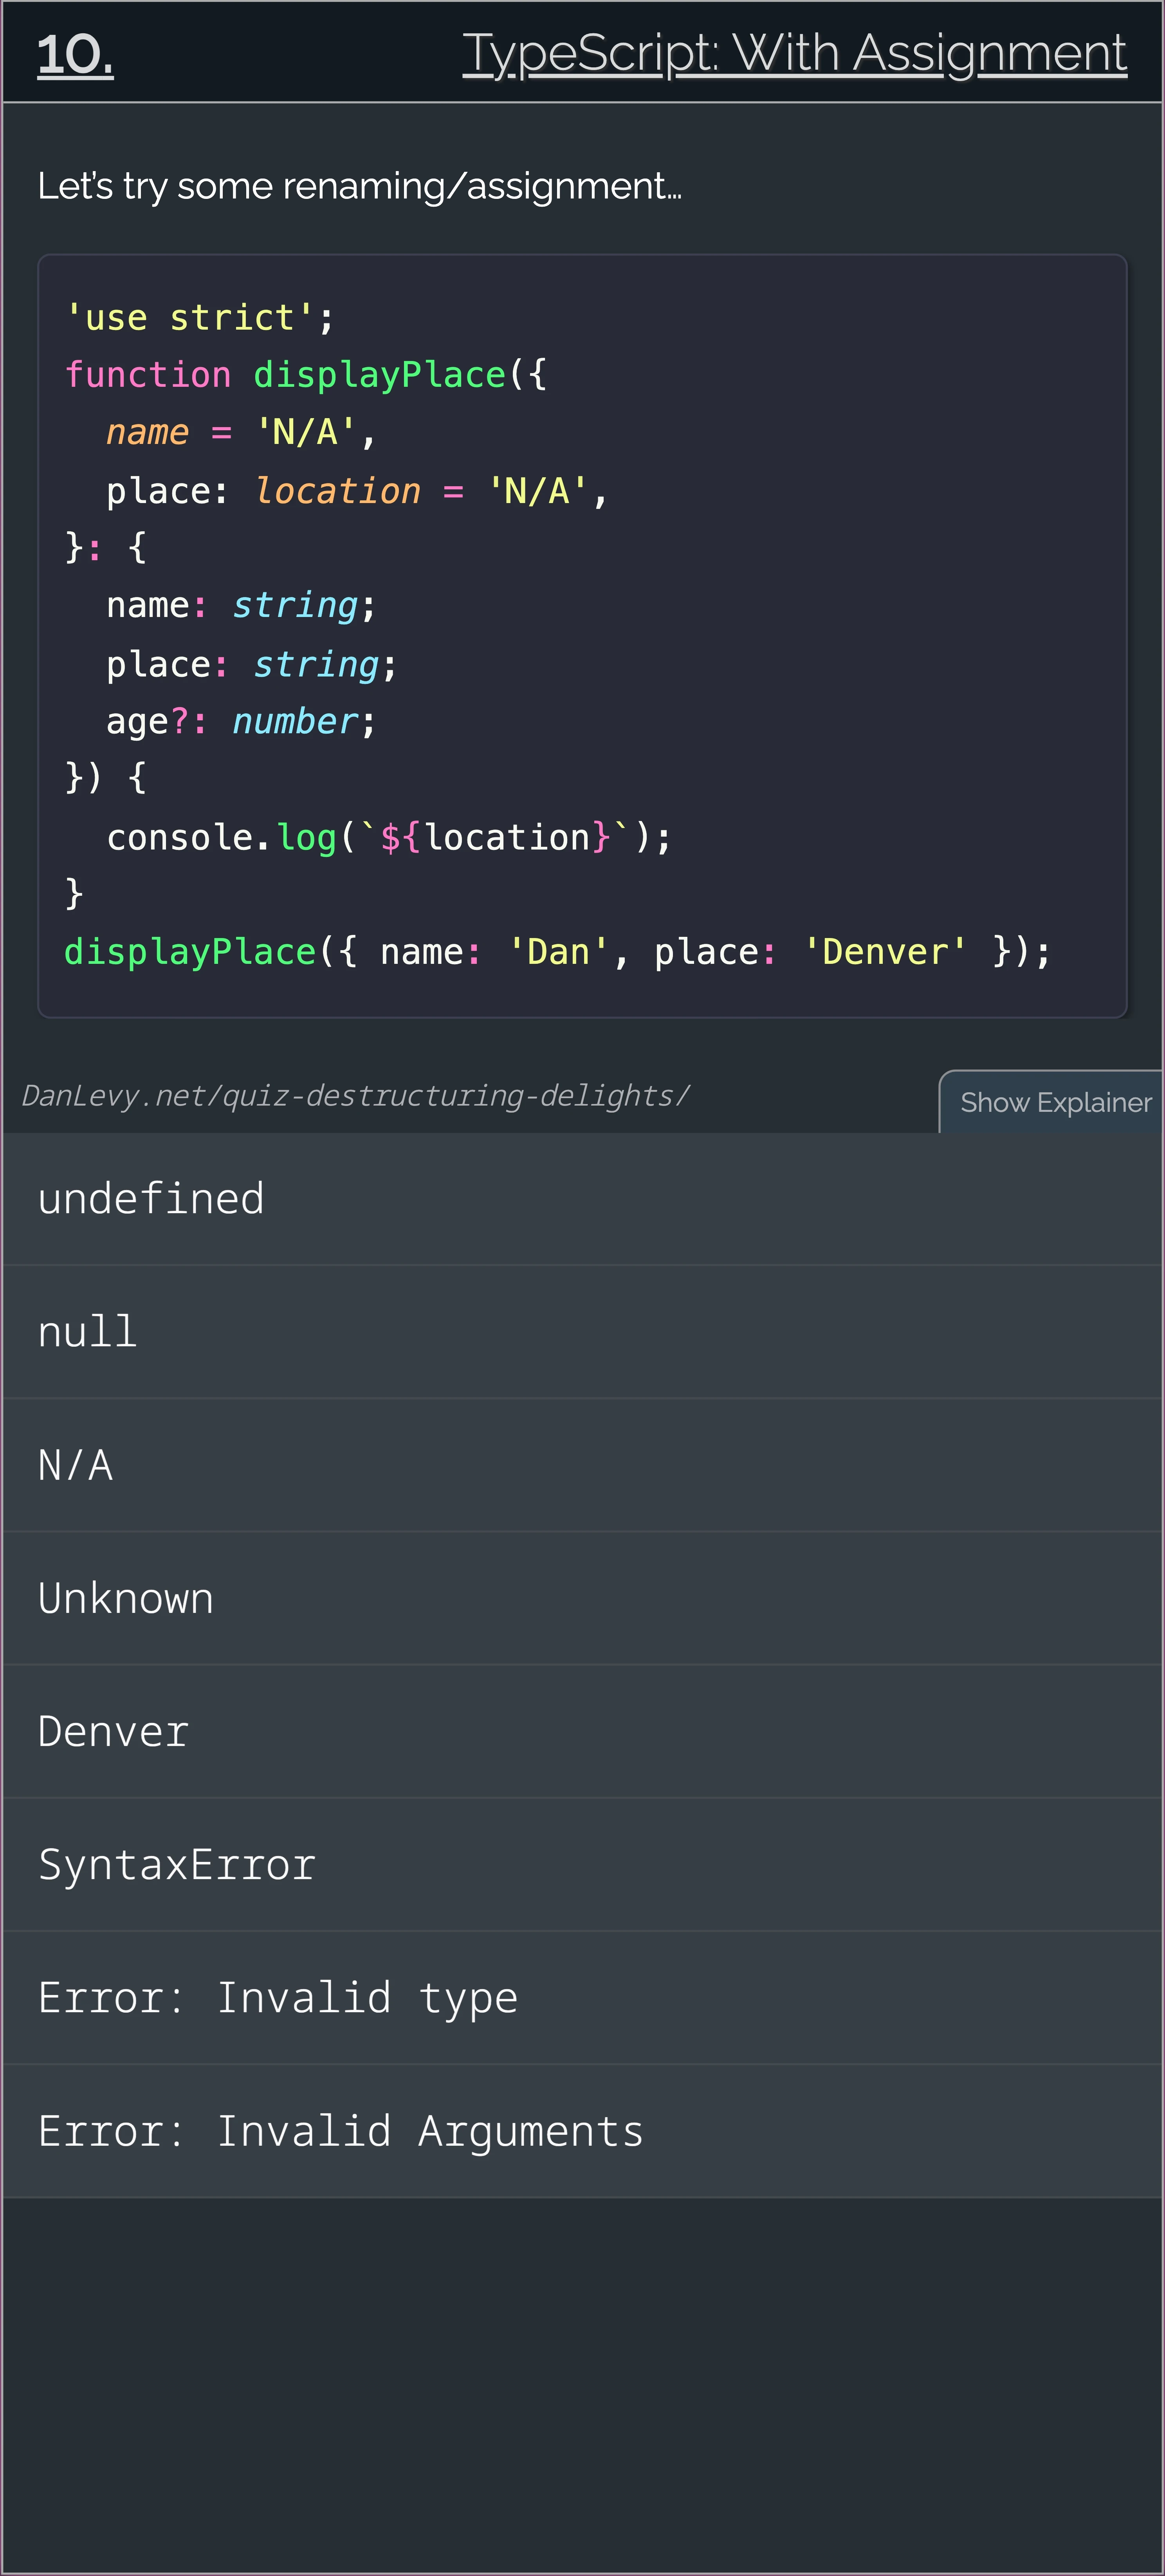 10.
TypeScript: With Assignment
Let's try some renaming/assignment…
'use strict';
function displayPlace({
  name = 'N/A',
  place: location = 'N/A',
}: {
  name: string;
  place: string;
  age?: number;
}) {
  console.log(`${location}`);
}
displayPlace({ name: 'Dan', place: 'Denver' });
DanLevy.net/quiz-destructuring-delights/
Show Explainer
undefined
null
N/A
Unknown
Denver
SyntaxError
Error: Invalid type
Error: Invalid Arguments